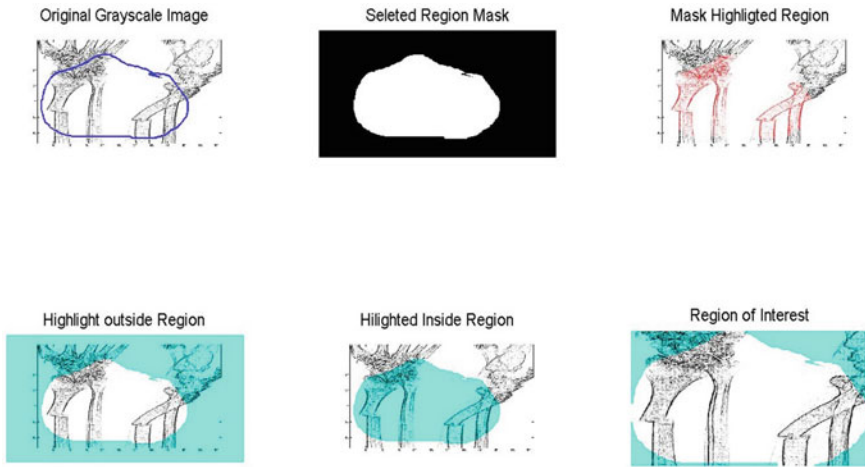 Original Grayscale Image
Seleted Region Mask
Mask Highligted Region
Highlight outside Region
Hilighted Inside Region
Region of Interest